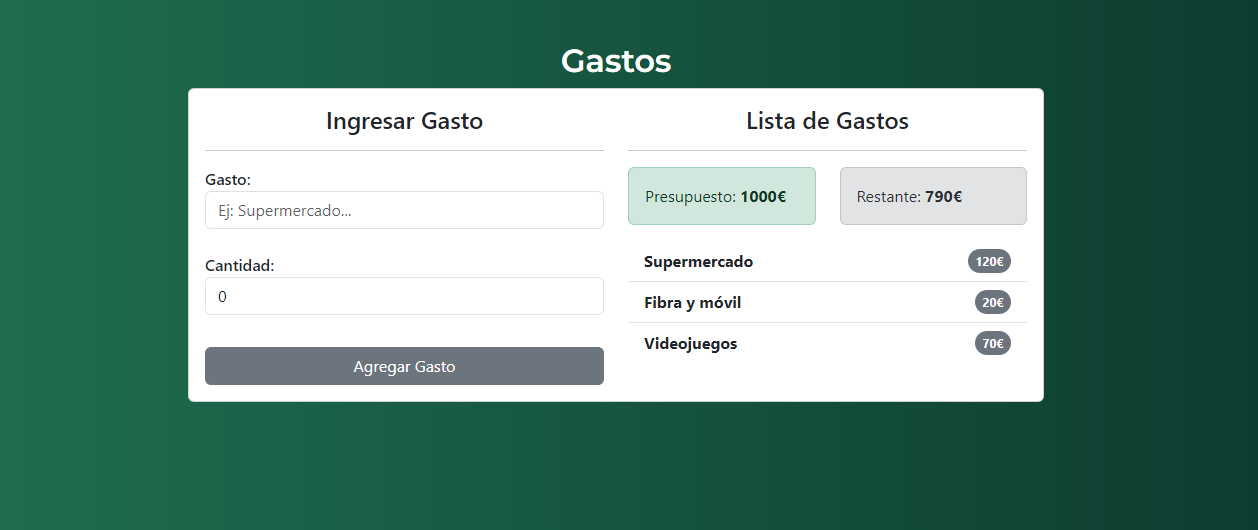 Gastos
Ingresar Gasto
Gasto:
Ej: Supermercado...
Cantidad:
0
Agregar Gasto
Lista de Gastos
Presupuesto: 1000€
Restante: 790€
Supermercado 120€
Fibra y móvil 20€
Videojuegos 70€